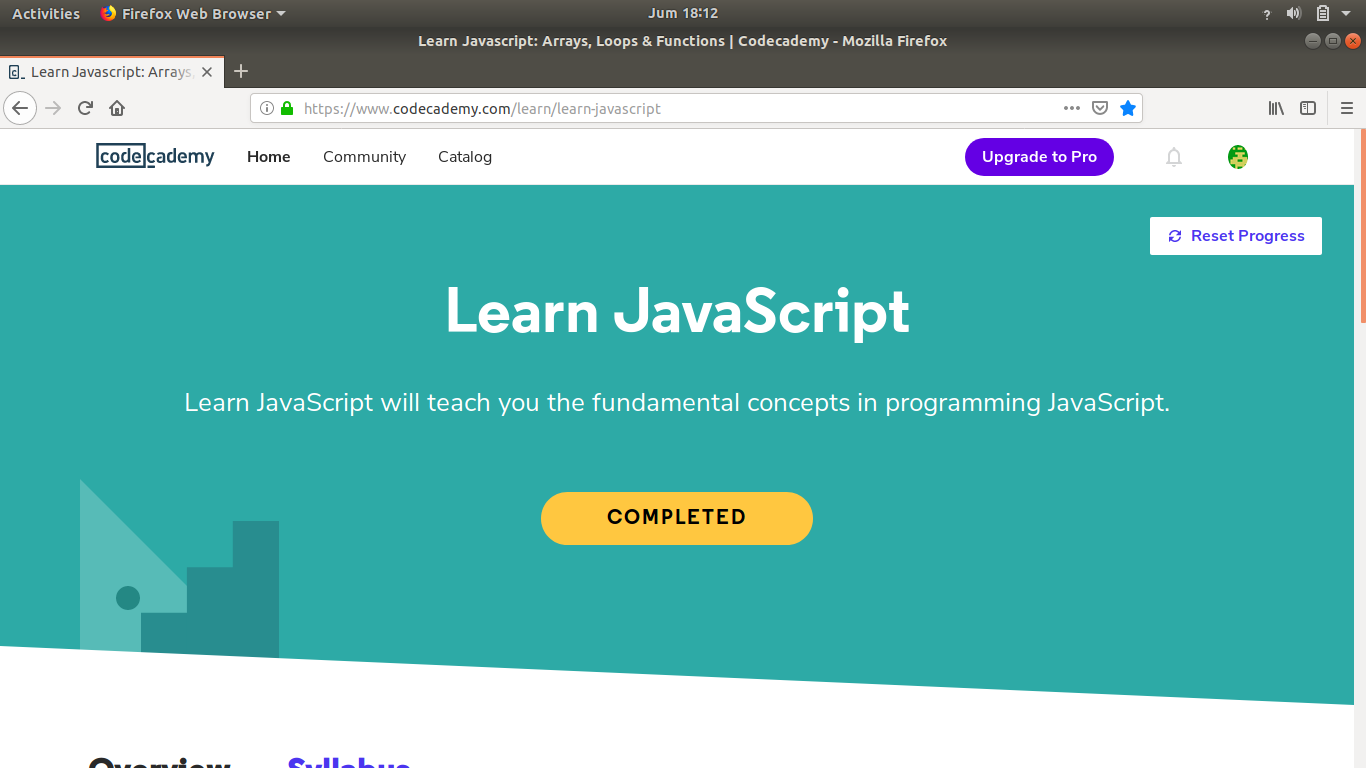 Activities Firefox Web Browser Jum 18:12 ?
Learn Javascript: Arrays, Loops & Functions | Codecademy - Mozilla Firefox
Learn Javascript: Arrays,
https://www.codecademy.com/learn/learn-javascript
codecademy Home Community Catalog Upgrade to Pro
Reset Progress
Learn JavaScript
Learn JavaScript will teach you the fundamental concepts in programming JavaScript.
COMPLETED
Overview Syllabus